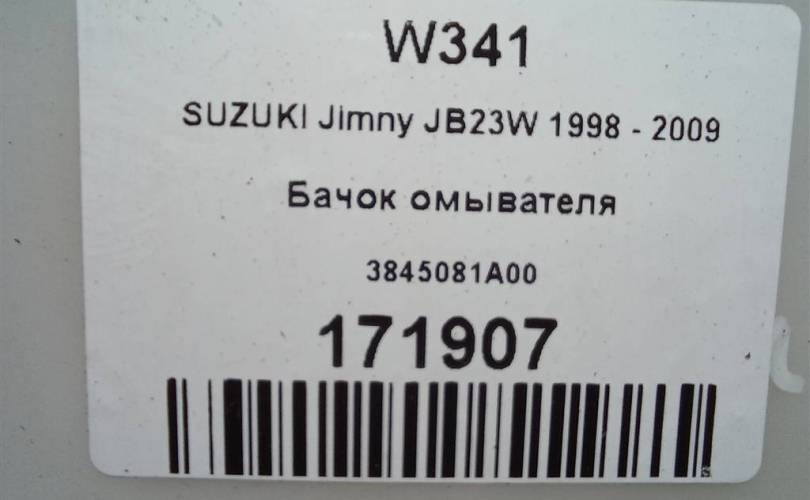 W341
SUZUKI Jimny JB23W 1998 - 2009
Бачок омывателя
3845081A00
171907